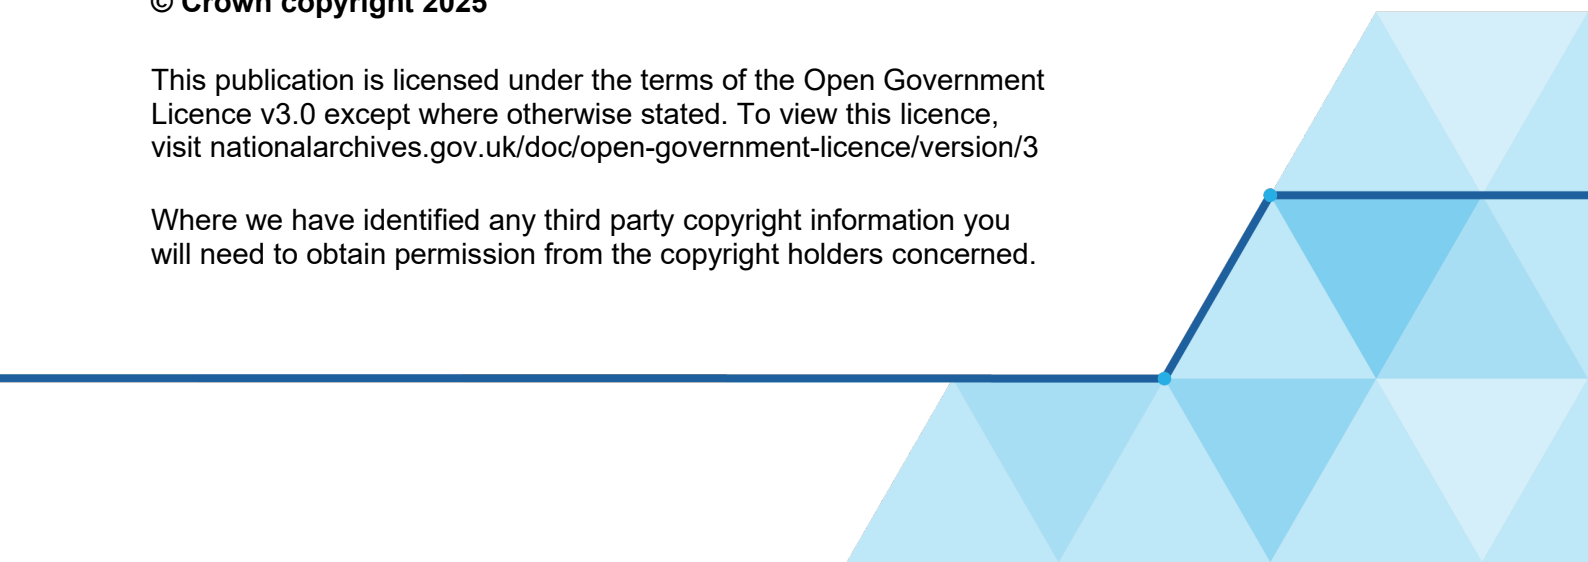 © Crown copyright 2025
This publication is licensed under the terms of the Open Government
Licence v3.0 except where otherwise stated. To view this licence,
visit nationalarchives.gov.uk/doc/open-government-licence/version/3
Where we have identified any third party copyright information you
will need to obtain permission from the copyright holders concerned.